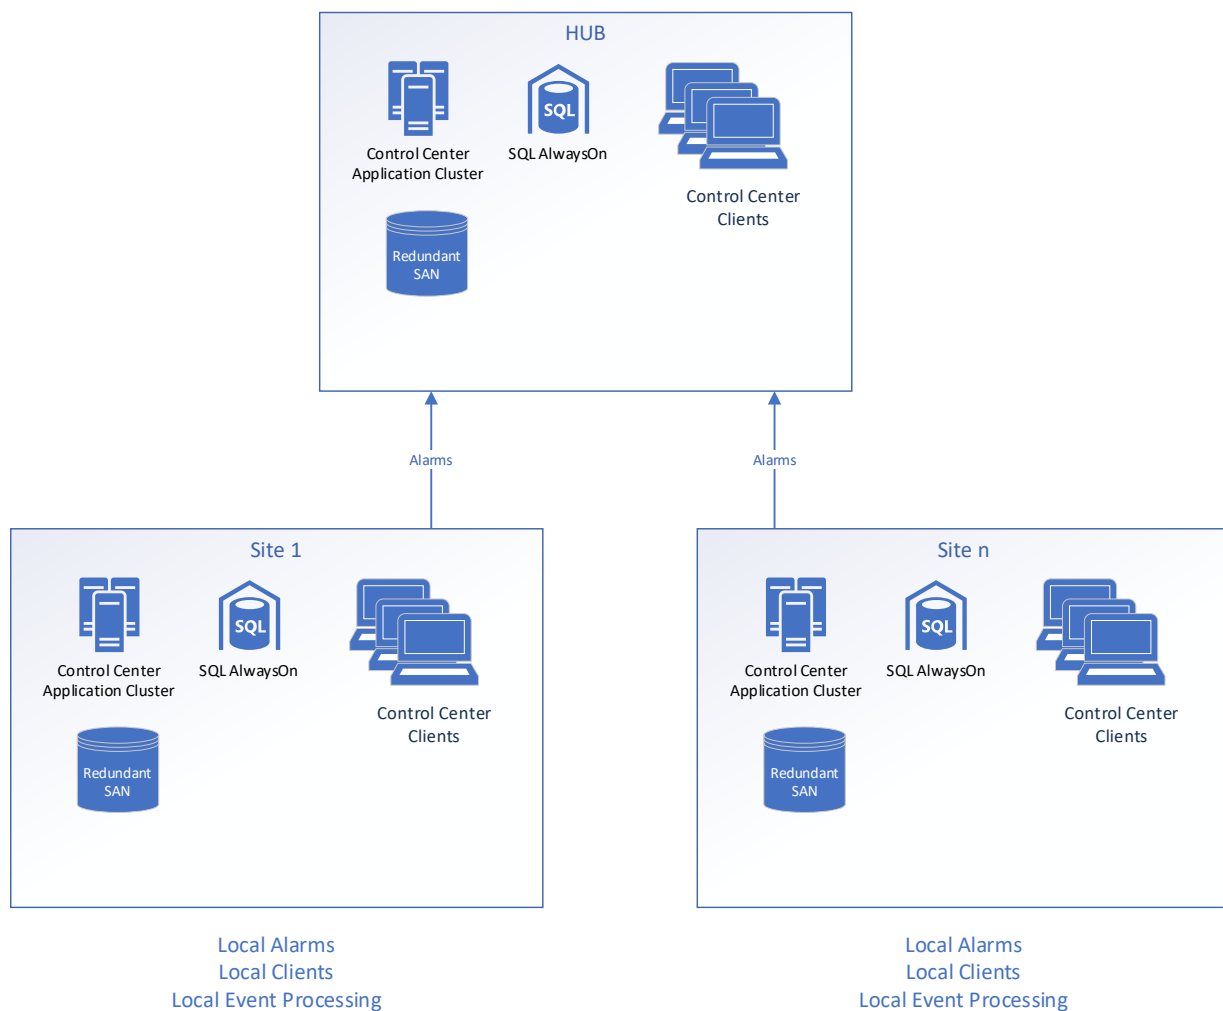 HUB
SQL
Control Center
Application Cluster
SQL AlwaysOn
Control Center
Clients
Redundant
SAN
Alarms
Alarms
Site 1
SQL
Control Center
Application Cluster
SQL AlwaysOn
Control Center
Clients
Redundant
SAN
Local Alarms
Local Clients
Local Event Processing
Site n
SQL
Control Center
Application Cluster
SQL AlwaysOn
Control Center
Clients
Redundant
SAN
Local Alarms
Local Clients
Local Event Processing